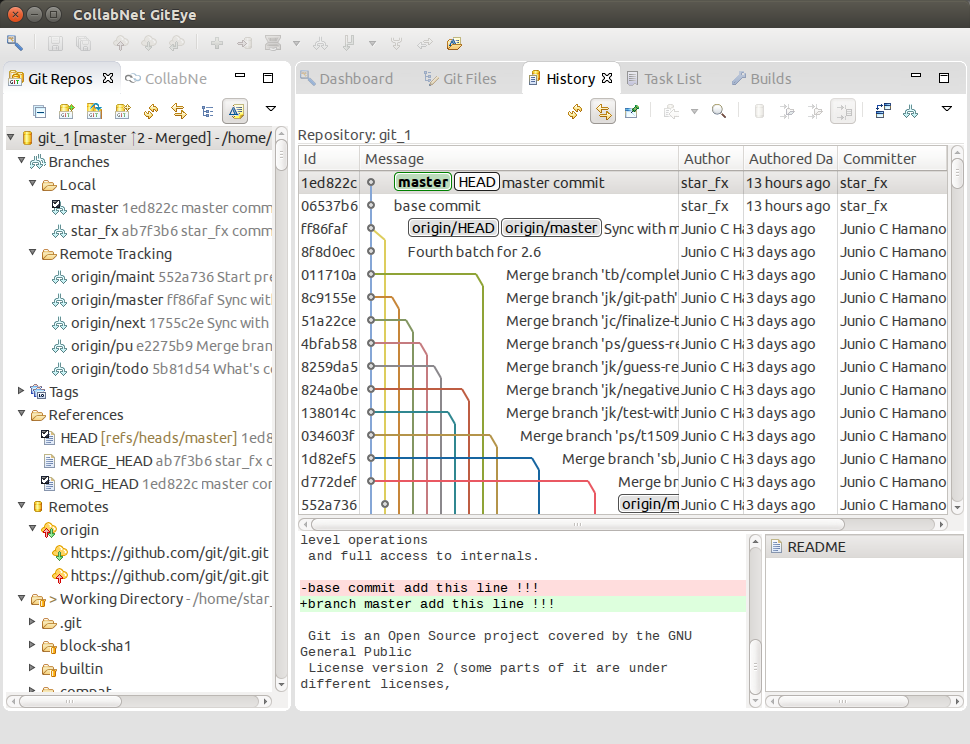 CollabNet GitEye
Git Repos
CollabNe
git_1 [master ↑2 - Merged] - /home/
Branches
Local
master 1ed822c master comm
star_fx ab7f3b6 star_fx comm
Remote Tracking
origin/maint 552a736 Start pre
origin/master ff86faf Sync wit
origin/next 1755c2e Sync with
origin/pu e2275b9 Merge bran
origin/todo 5b81d54 What's c
Tags
References
HEAD [refs/heads/master] 1ed8
MERGE_HEAD ab7f3b6 star_fx c
ORIG_HEAD 1ed822c master cor
Remotes
origin
https://github.com/git/git.git
https://github.com/git/git.git
> Working Directory - /home/star_
.git
block-sha1
builtin
compat
Dashboard
Git Files
History
Task List
Builds
Repository: git_1
Id Message Author Authored Da Committer
1ed822c master HEAD master commit star_fx 13 hours ago star_fx
06537b6 base commit star_fx 13 hours ago star_fx
ff86faf origin/HEAD origin/master Sync with m Junio C Ha 3 days ago Junio C Hamano
8f8d0ec Fourth batch for 2.6 Junio C Ha 3 days ago Junio C Hamano
011710a Merge branch 'tb/complet Junio C Ha 3 days ago Junio C Hamano
8c9155e Merge branch 'jk/git-path' Junio C Ha 3 days ago Junio C Hamano
51a22ce Merge branch 'jc/finalize-t Junio C Ha 3 days ago Junio C Hamano
4bfab58 Merge branch 'ps/guess-re Junio C Ha 3 days ago Junio C Hamano
8259da5 Merge branch 'jk/guess-re Junio C Ha 3 days ago Junio C Hamano
824a0be Merge branch 'jk/negative Junio C Ha 3 days ago Junio C Hamano
138014c Merge branch 'jk/test-with Junio C Ha 3 days ago Junio C Hamano
034603f Merge branch 'ps/t1509 Junio C Ha 3 days ago Junio C Hamano
1d82ef5 Merge branch 'sb/ Junio C Ha 3 days ago Junio C Hamano
d772def Merge br Junio C Ha 3 days ago Junio C Hamano
552a736 origin/m Junio C Ha 3 days ago Junio C Hamano
level operations
and full access to internals.
-base commit add this line !!!
+branch master add this line !!!
Git is an Open Source project covered by the GNU
General Public
License version 2 (some parts of it are under
different licenses,
README